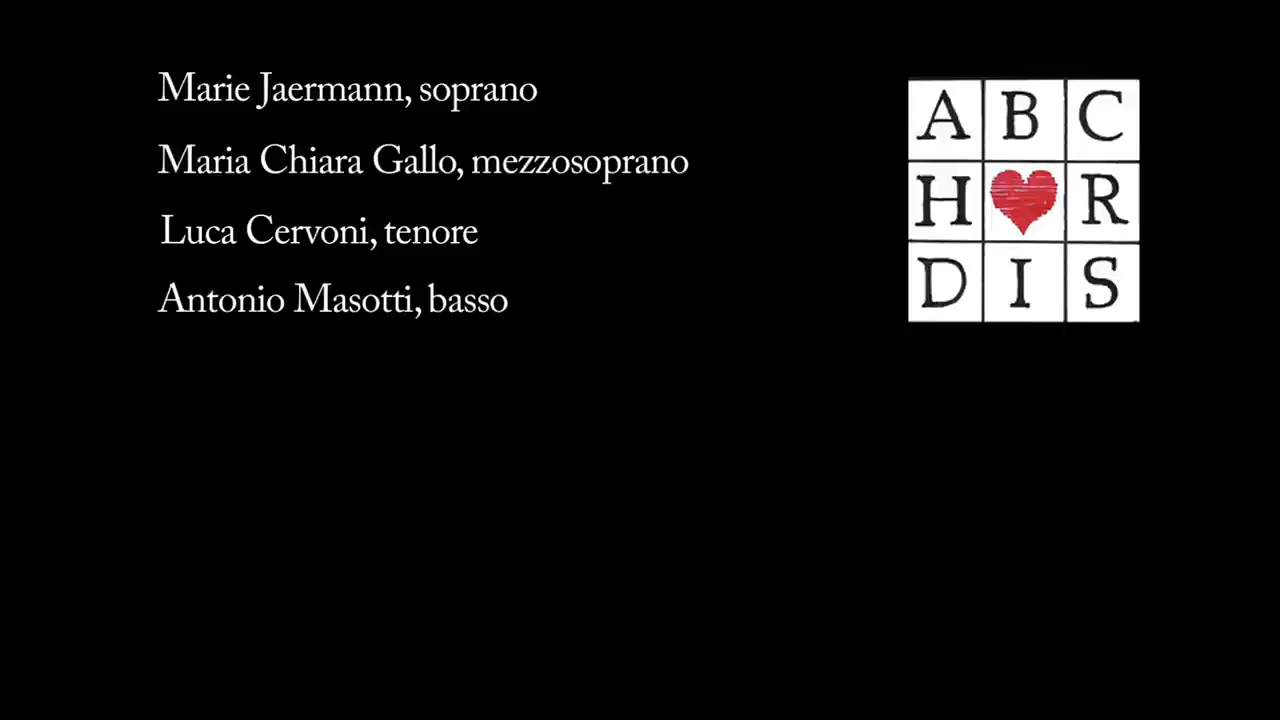 Marie Jaermann, soprano
Maria Chiara Gallo, mezzosoprano
Luca Cervoni, tenore
Antonio Masotti, basso
A B C
H R
D I S